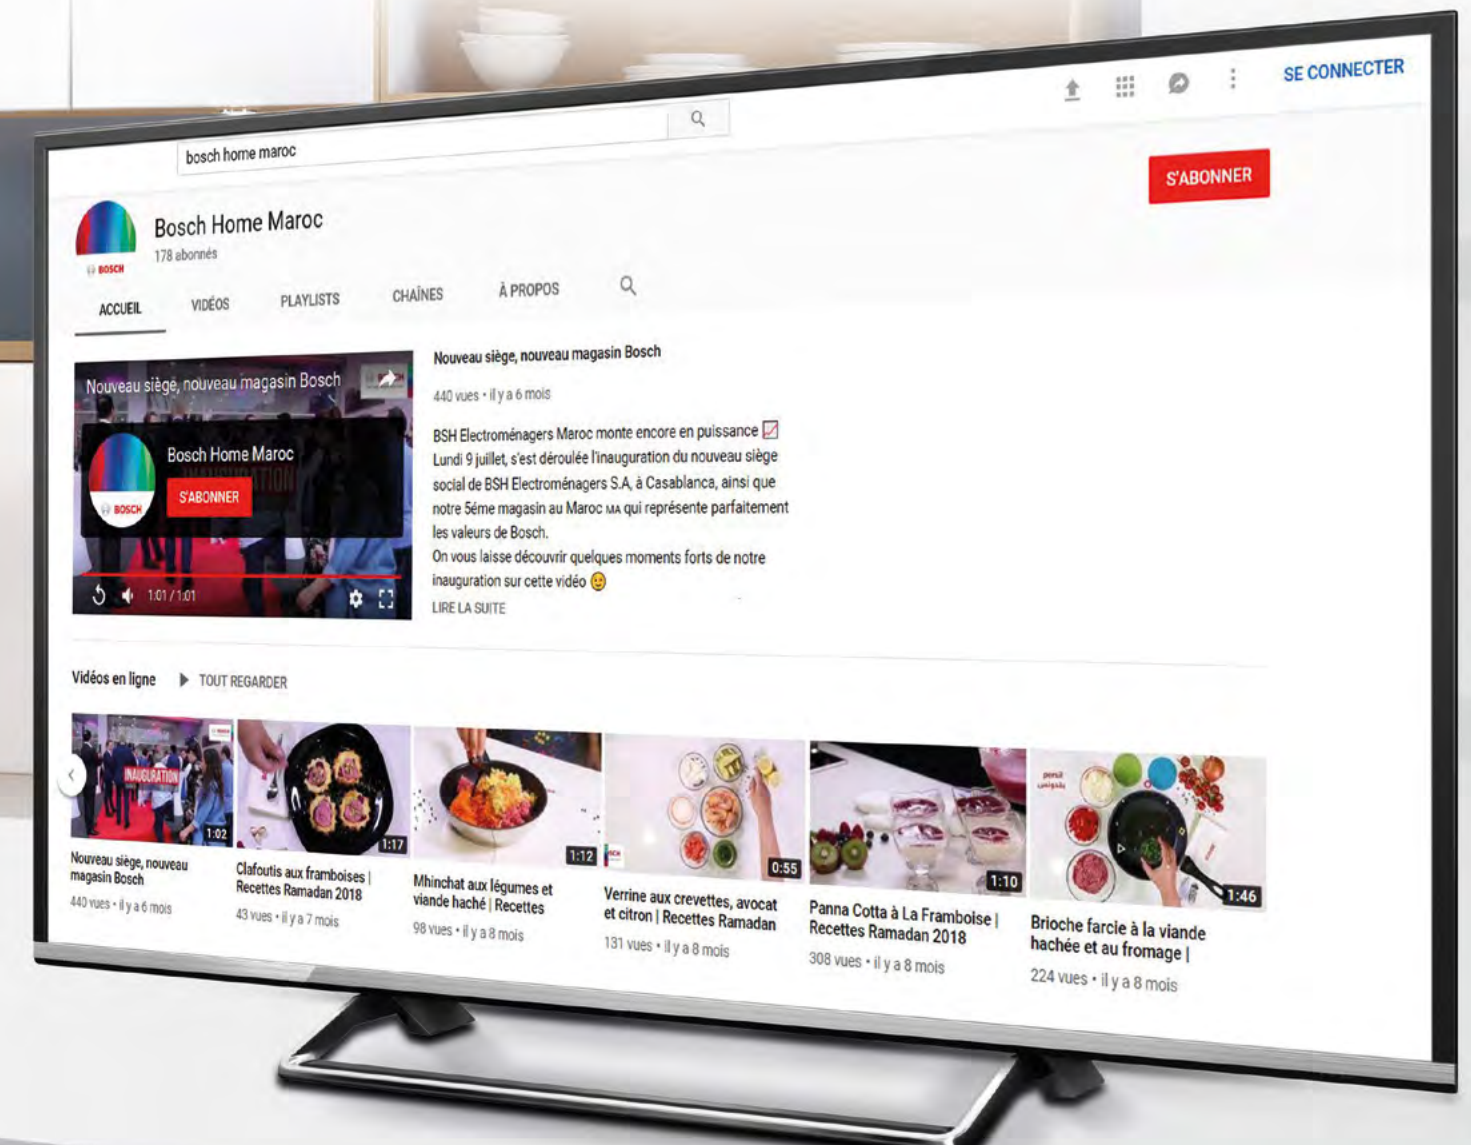 SE CONNECTER
bosch home maroc
S'ABONNER
Bosch Home Maroc
178 abonnés
BOSCH
ACCUEIL
VIDÉOS
PLAYLISTS
CHAÎNES
À PROPOS
Nouveau siège, nouveau magasin Bosch
Bosch Home Maroc
INAUGURATION
S'ABONNER
BOSCH
1:01 / 1:01
Nouveau siège, nouveau magasin Bosch
440 vues • il y a 6 mois
BSH Electroménagers Maroc monte encore en puissance
Lundi 9 juillet, s'est déroulée l'inauguration du nouveau siège
social de BSH Electroménagers S.A, à Casablanca, ainsi que
notre 5éme magasin au Maroc MA qui représente parfaitement
les valeurs de Bosch.
On vous laisse découvrir quelques moments forts de notre
inauguration sur cette vidéo 😉
LIRE LA SUITE
Vidéos en ligne
TOUT REGARDER
INAUGURATION
1:02
Nouveau siège, nouveau
magasin Bosch
440 vues • il y a 6 mois
1:17
Clafoutis aux framboises |
Recettes Ramadan 2018
43 vues • il y a 7 mois
1:12
Mhinchat aux légumes et
viande haché | Recettes
98 vues • il y a 8 mois
0:55
Verrine aux crevettes, avocat
et citron | Recettes Ramadan
131 vues • il y a 8 mois
1:10
Panna Cotta à La Framboise |
Recettes Ramadan 2018
308 vues • il y a 8 mois
persil
بقدونس
1:46
Brioche farcie à la viande
hachée et au fromage |
224 vues • il y a 8 mois